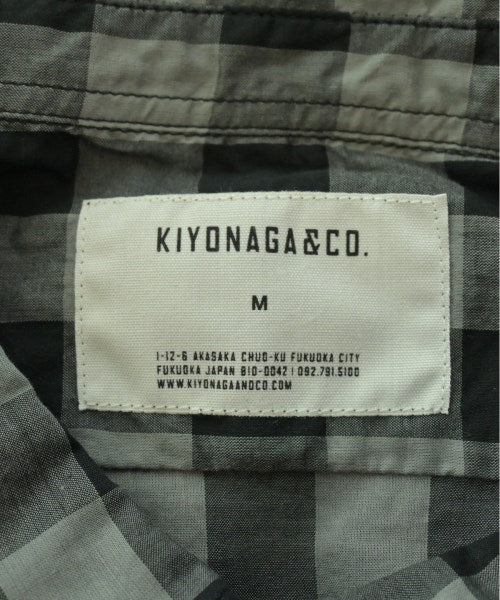 KIYONAGA&CO.
M
1-12-6 AKASAKA CHUO-KU FUKUOKA CITY
FUKUOKA JAPAN 810-0042 | 092.791.5100
WWW.KIYONAGAANDCO.COM